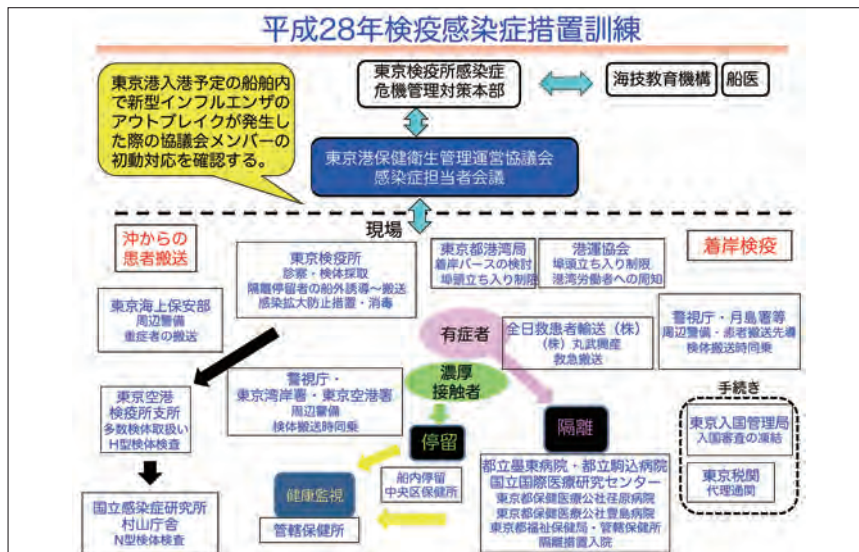 平成28年検疫感染症措置訓練
東京港入港予定の船舶内
で新型インフルエンザの
アウトブレイクが発生し
た際の協議会メンバーの
初動対応を確認する。
東京検疫所感染症
危機管理対策本部
海技教育機構
船医
東京港保健衛生管理運営協議会
感染症担当者会議
現場
沖からの
患者搬送
東京検疫所
診察・検体採取
隔離停留者の船外誘導~搬送
感染拡大防止措置・消毒
東京都港湾局
着岸バースの検討
埠頭立ち入り制限
港運協会
埠頭立ち入り制限
港湾労働者への周知
着岸検疫
東京海上保安部
周辺警備
重症者の搬送
有症者
全日救患者輸送(株)
(株)丸武興産
救急搬送
警視庁・月島署等
周辺警備・患者搬送先導
検体搬送時同乗
東京空港
検疫所支所
多数検体取扱い
H型検体検査
警視庁・
東京湾岸署・東京空港署
周辺警備
検体搬送時同乗
濃厚
接触者
手続き
東京入国管理局
入国審査の凍結
停留
隔離
東京税関
代理通関
国立感染症研究所
村山庁舎
N型検体検査
健康監視
管轄保健所
船内停留
中央区保健所
都立墨東病院・都立駒込病院
国立国際医療研究センター
東京都保健医療公社荏原病院
東京都保健医療公社豊島病院
東京都福祉保健局・管轄保健所
隔離措置入院